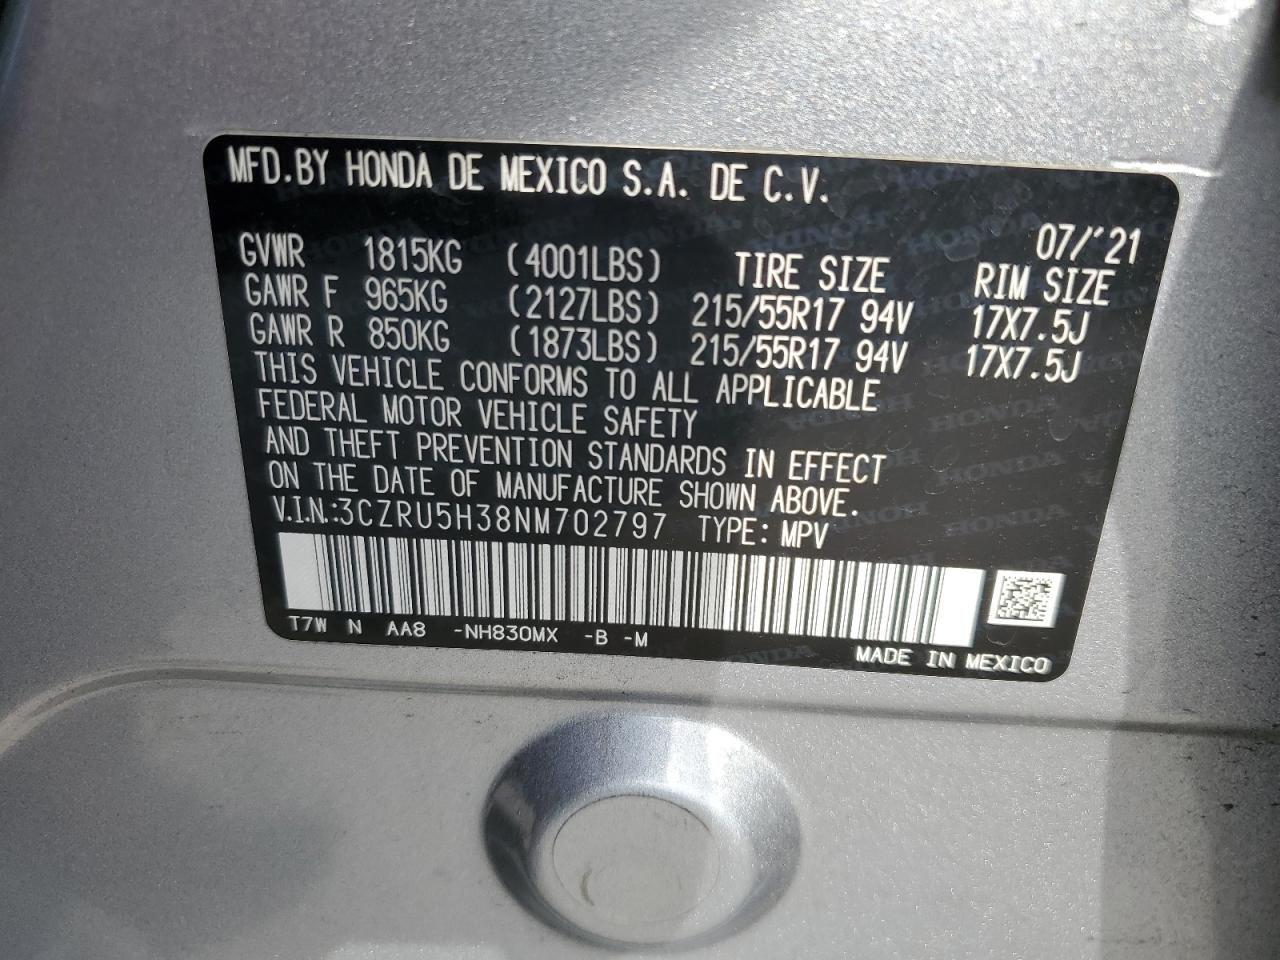 MFD.BY HONDA DE MEXICO S.A. DE C.V.
07/'21
GVWR 1815KG (4001LBS) TIRE SIZE RIM SIZE
GAWR F 965KG (2127LBS) 215/55R17 94V 17X7.5J
GAWR R 850KG (1873LBS) 215/55R17 94V 17X7.5J
THIS VEHICLE CONFORMS TO ALL APPLICABLE
FEDERAL MOTOR VEHICLE SAFETY
AND THEFT PREVENTION STANDARDS IN EFFECT
ON THE DATE OF MANUFACTURE SHOWN ABOVE.
V.I.N.:3CZRU5H38NM702797 TYPE: MPV
T7W N AA8 -NH830MX -B -M
MADE IN MEXICO